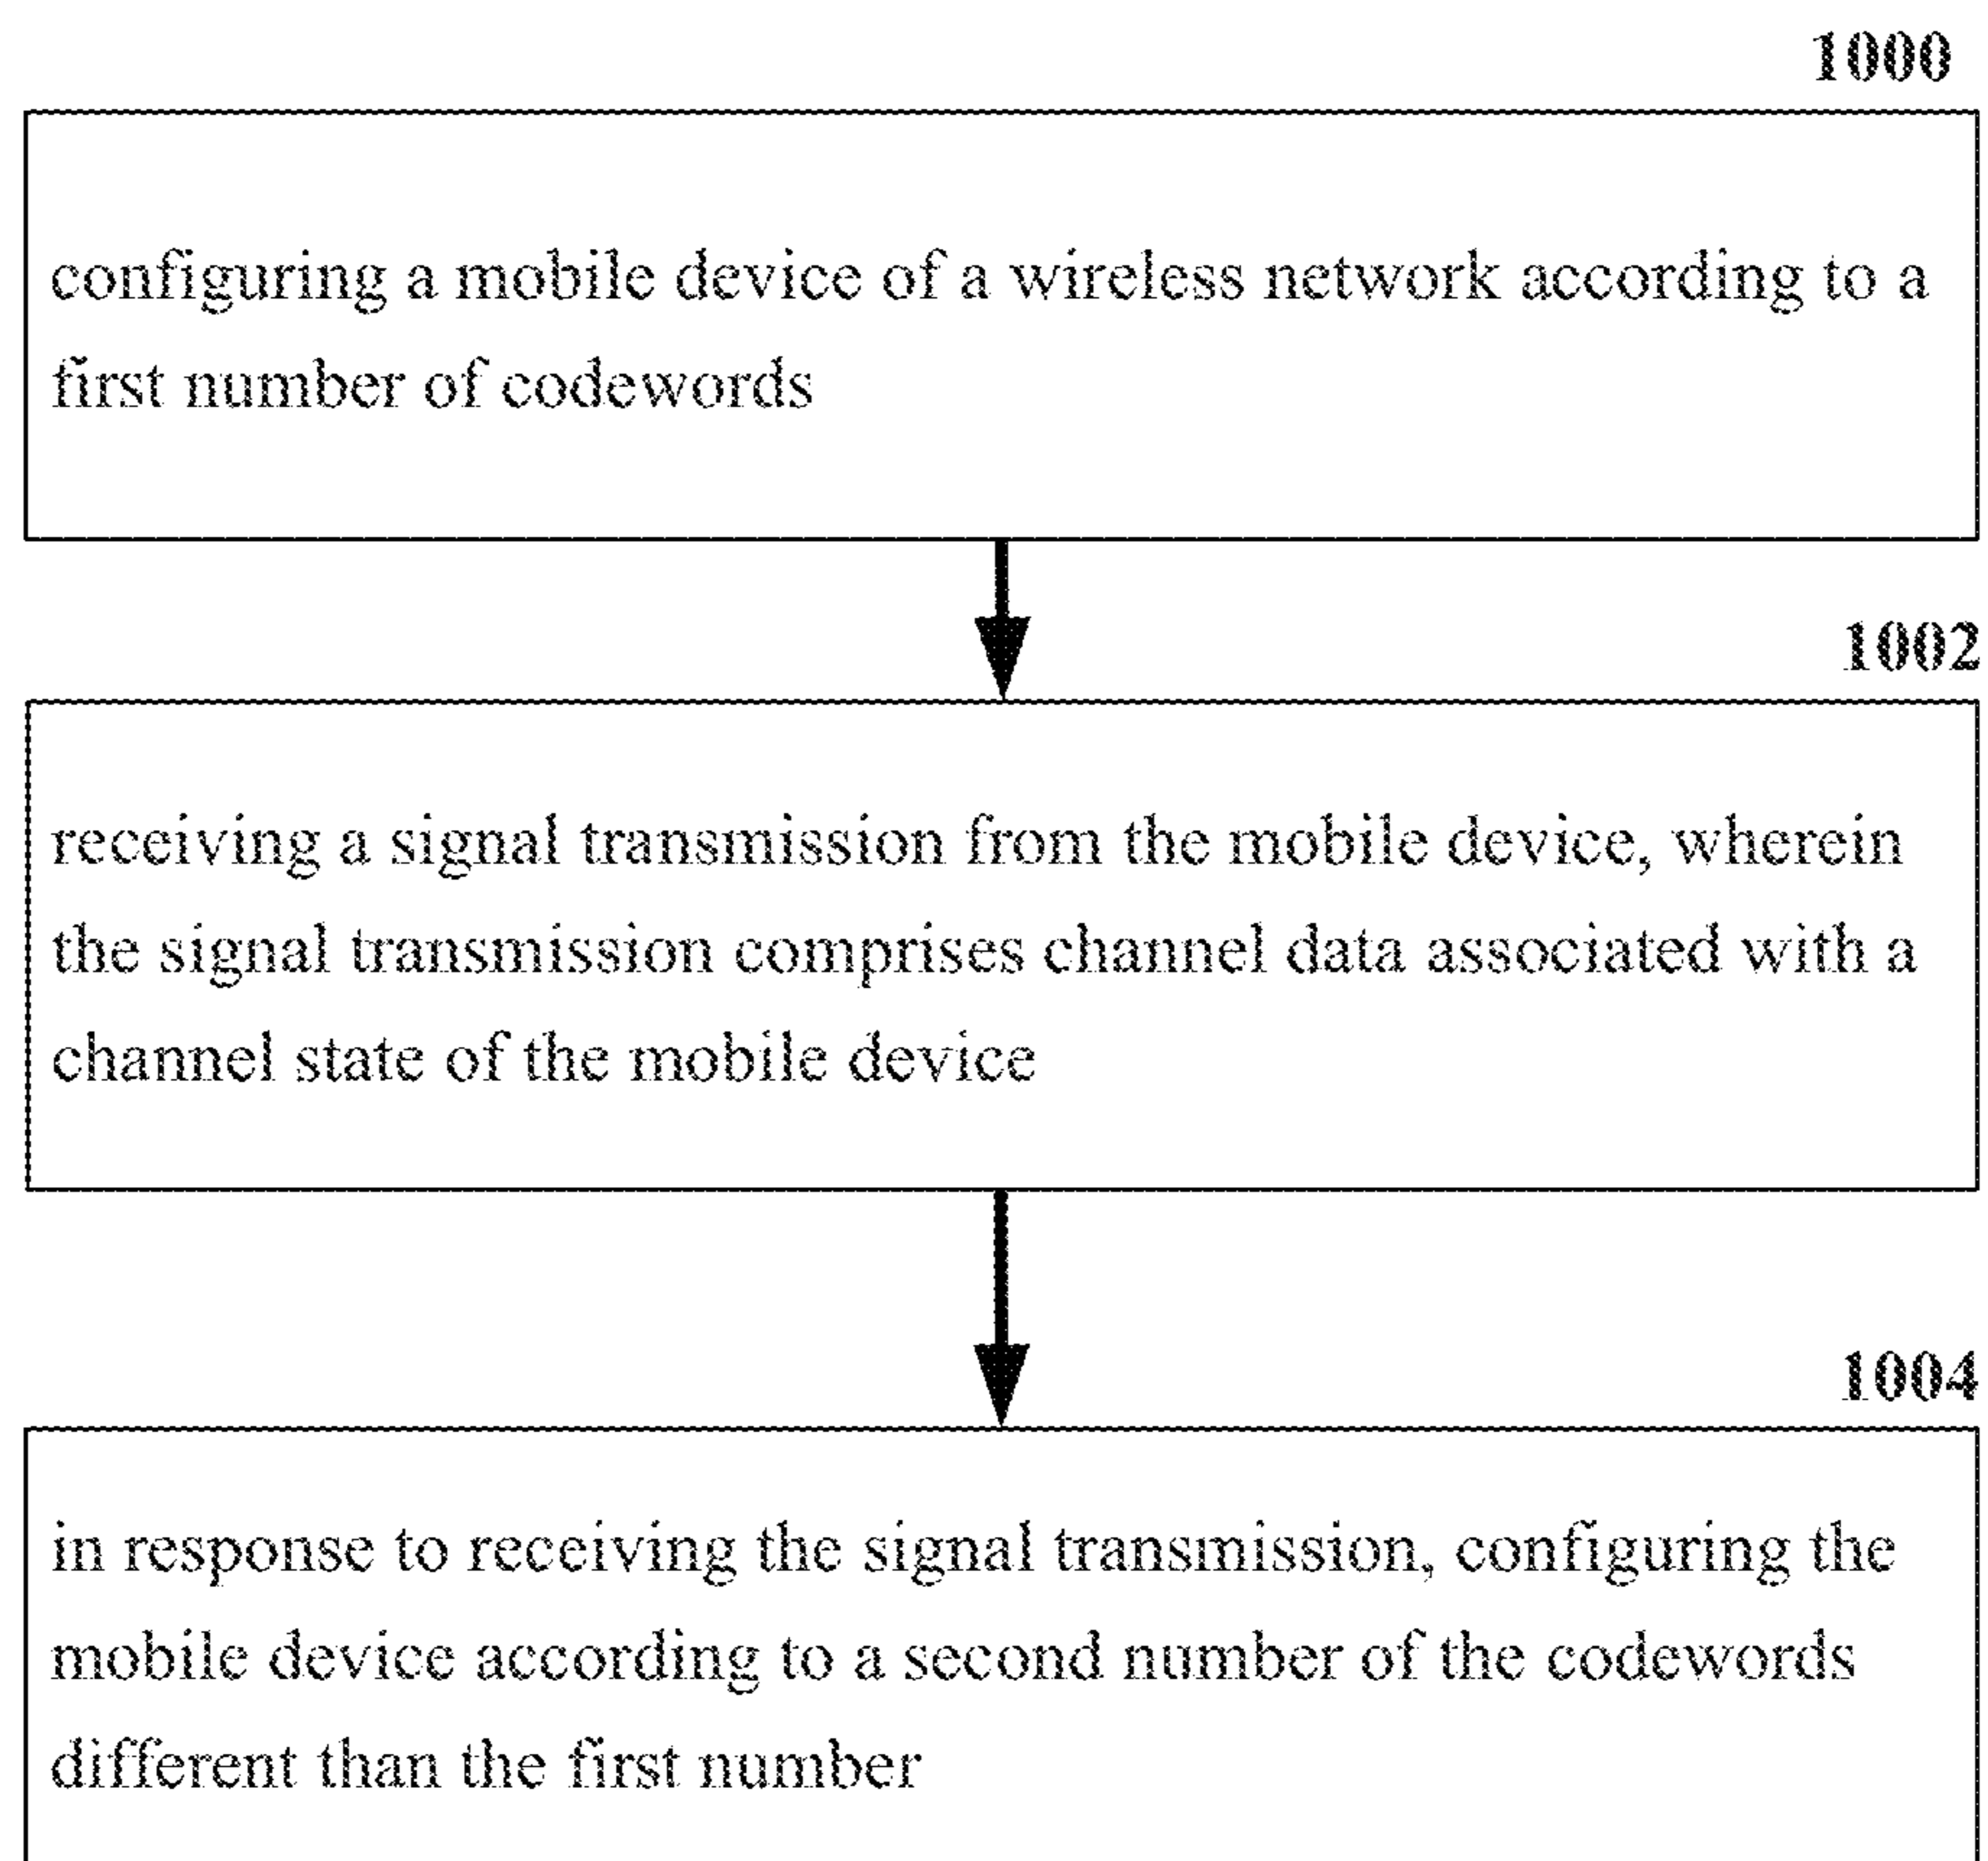 1000
configuring a mobile device of a wireless network according to a
first number of codewords
1002
receiving a signal transmission from the mobile device, wherein
the signal transmission comprises channel data associated with a
channel state of the mobile device
1004
in response to receiving the signal transmission, configuring the
mobile device according to a second number of the codewords
different than the first number